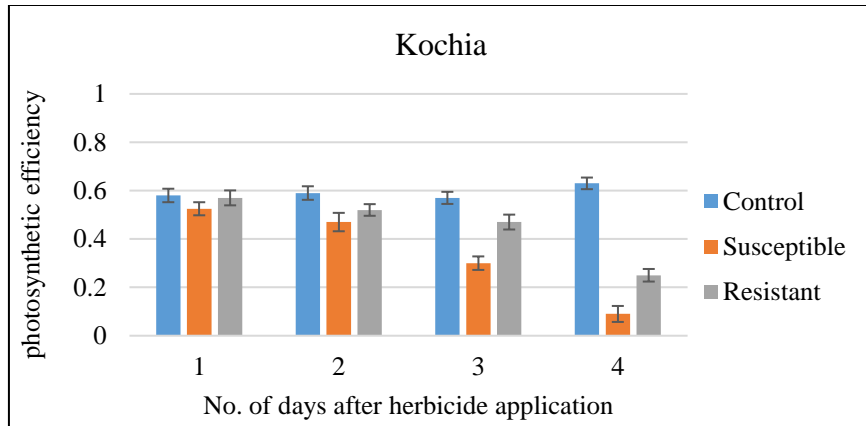 Kochia
photosynthetic efficiency
1
0.8
0.6
0.4
0.2
0
1 2 3 4
No. of days after herbicide application
Control
Susceptible
Resistant